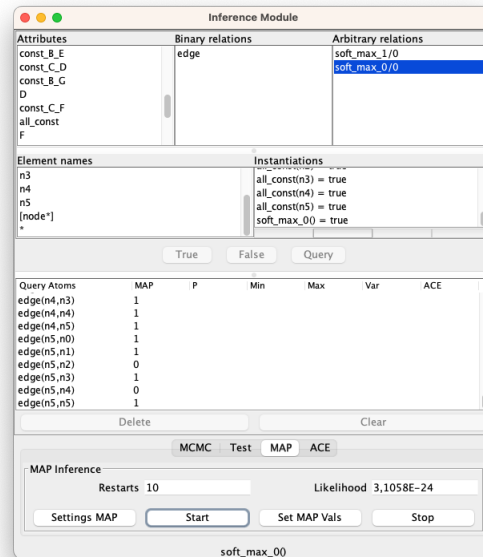 Inference Module
Attributes
Binary relations
Arbitrary relations
const_B_E
const_C_D
const_B_G
D
const_C_F
all_const
F
edge
soft_max_1/0
soft_max_0/0
Element names
Instantiations
n3
n4
n5
[node*]
*
all_const(n3) = true
all_const(n4) = true
all_const(n5) = true
soft_max_0() = true
True False Query
Query Atoms MAP P Min Max Var ACE
edge(n4,n3) 1
edge(n4,n4) 1
edge(n4,n5) 1
edge(n5,n0) 1
edge(n5,n1) 1
edge(n5,n2) 0
edge(n5,n3) 1
edge(n5,n4) 0
edge(n5,n5) 1
Delete Clear
MCMC Test MAP ACE
MAP Inference
Restarts 10 Likelihood 3,1058E-24
Settings MAP Start Set MAP Vals Stop
soft_max_0()